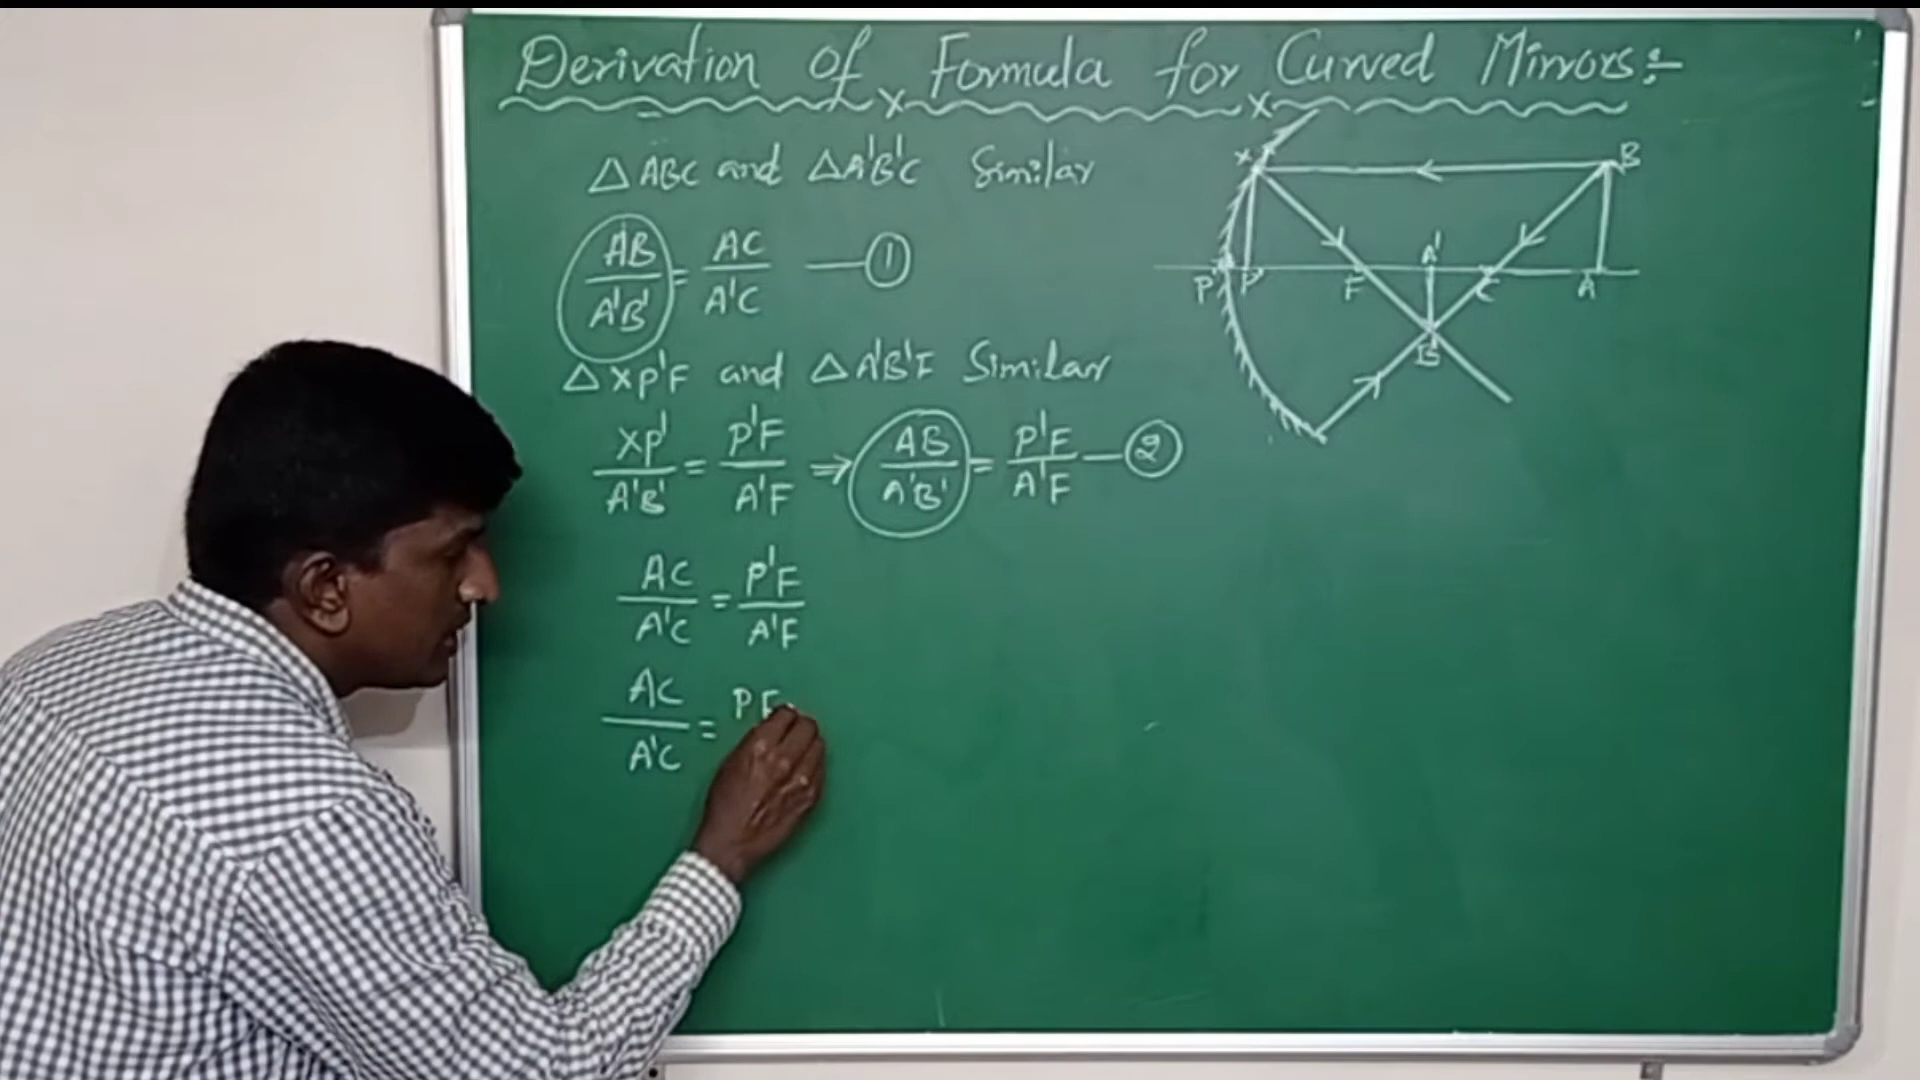 Derivation of Formula for Curved Mirrors:-
△ABC and △A'B'C Similar
AB/A'B' = AC/A'C —①
△XP'F and △A'B'F Similar
XP'/A'B' = P'F/A'F ⇒ AB/A'B' = P'F/A'F —②
AC/A'C = P'F/A'F
AC/A'C = PF
X B
A'
P' P F C A
B'